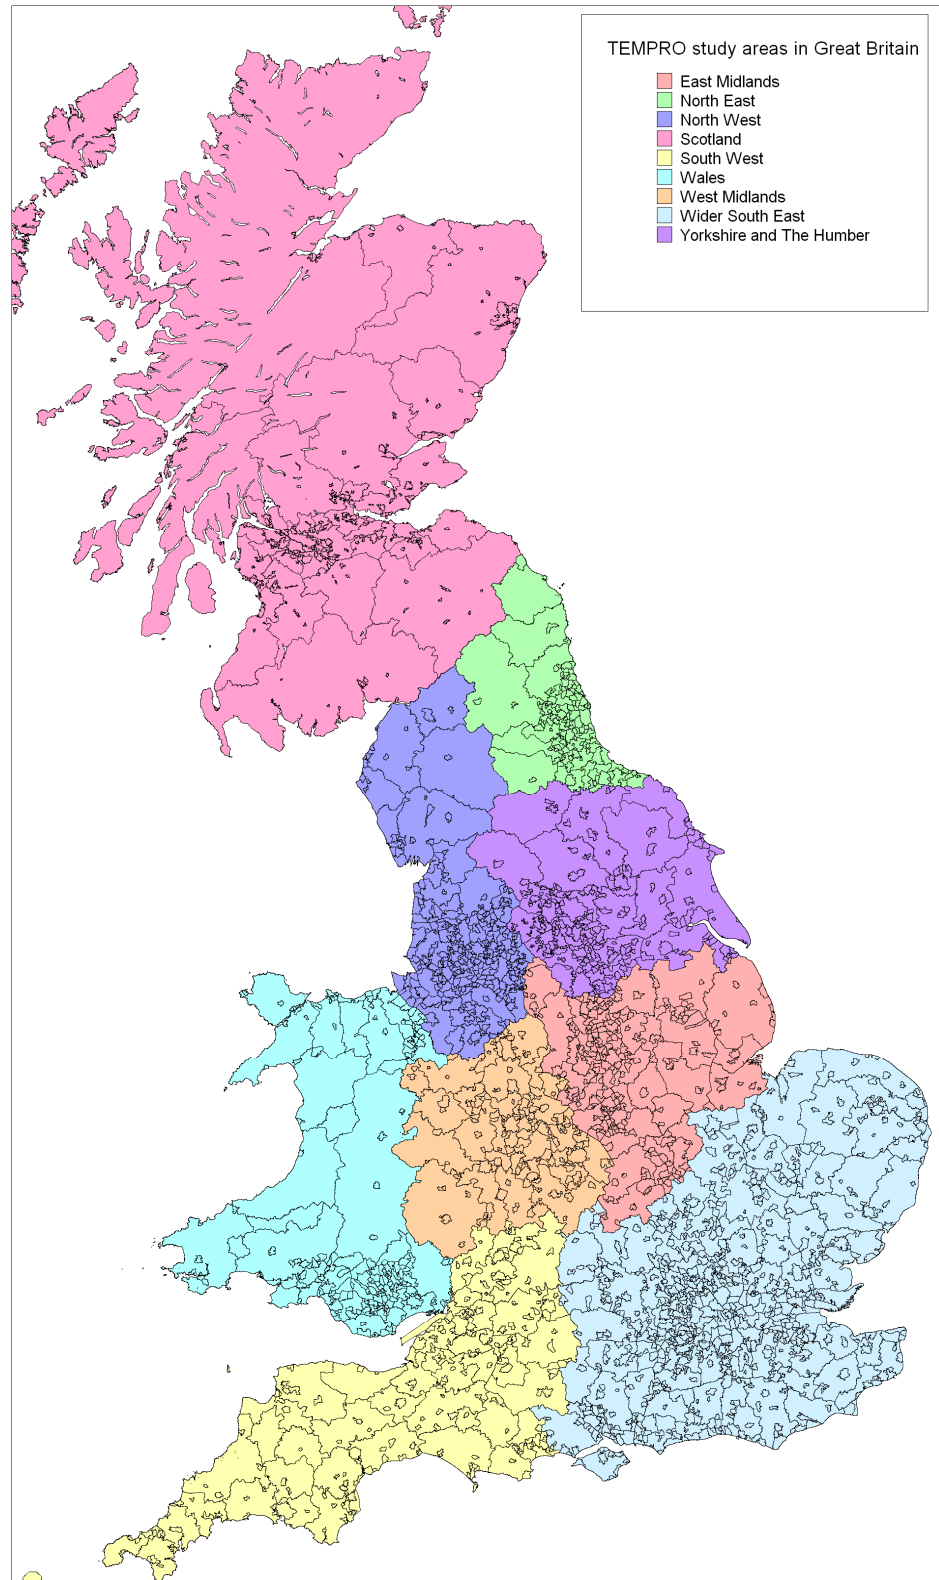 TEMPRO study areas in Great Britain
East Midlands
North East
North West
Scotland
South West
Wales
West Midlands
Wider South East
Yorkshire and The Humber